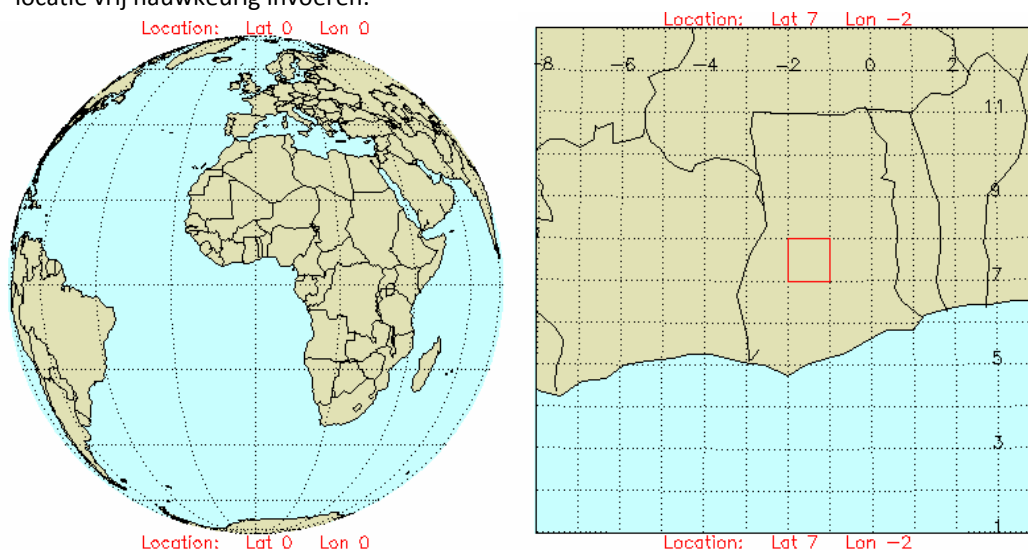 locatie vrij nauwkeurig invoeren.
Location: Lat 0 Lon 0
Location: Lat 7 Lon −2
−8 −6 −4 −2 0 2
11
9
7
5
3
1
Location: Lat 0 Lon 0
Location: Lat 7 Lon −2